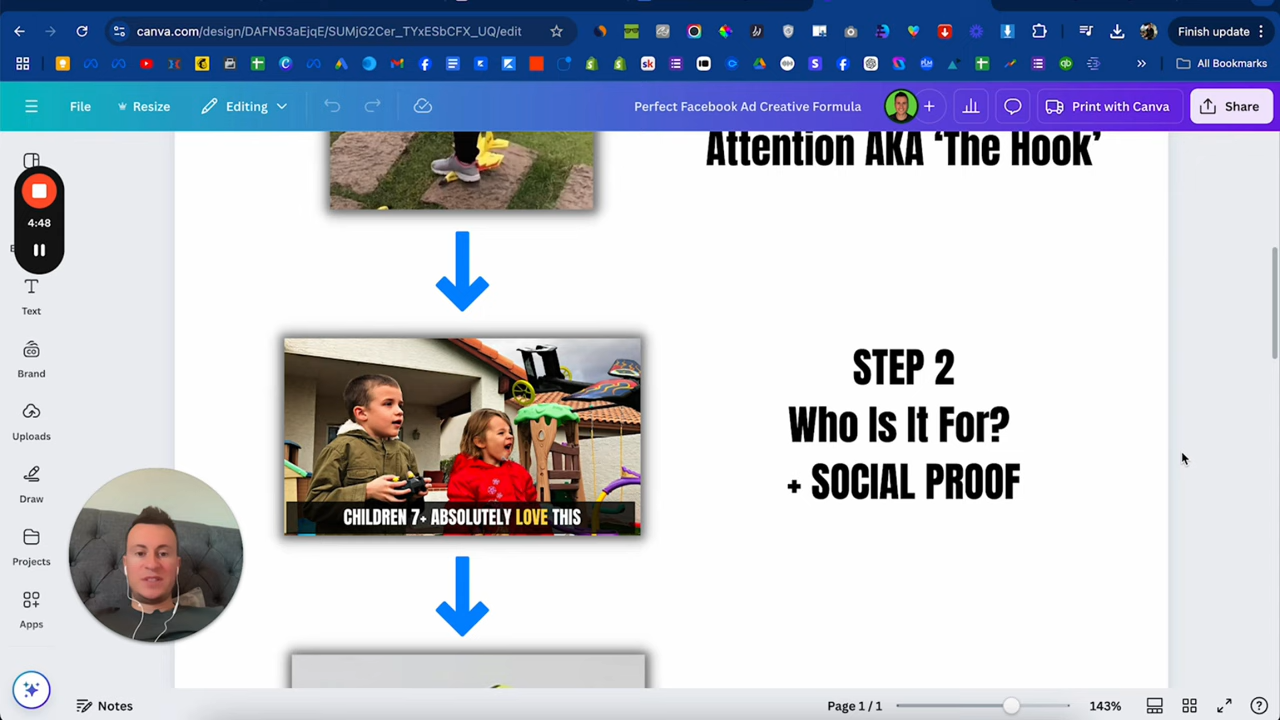 canva.com/design/DAFN53aEjqE/SUMjG2Cer_TYxESbCFX_UQ/edit
Finish update
All Bookmarks
File
Resize
Editing
Perfect Facebook Ad Creative Formula
Print with Canva
Share
Attention AKA ‘The Hook’
4:48
Text
Brand
Uploads
Draw
Projects
Apps
STEP 2
Who Is It For?
+ SOCIAL PROOF
CHILDREN 7+ ABSOLUTELY LOVE THIS
Notes
Page 1 / 1
143%